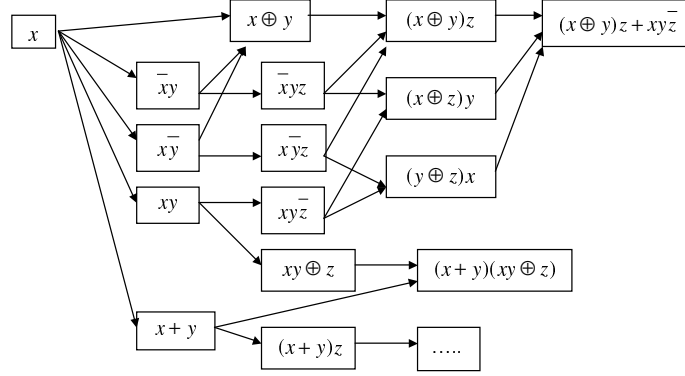 x
x ⊕ y
(x ⊕ y)z
(x ⊕ y)z + xyz̄
x̄y
x̄yz
(x ⊕ z)y
xȳ
xȳz
(y ⊕ z)x
xy
xyz̄
xy ⊕ z
(x + y)(xy ⊕ z)
x + y
(x + y)z
.....